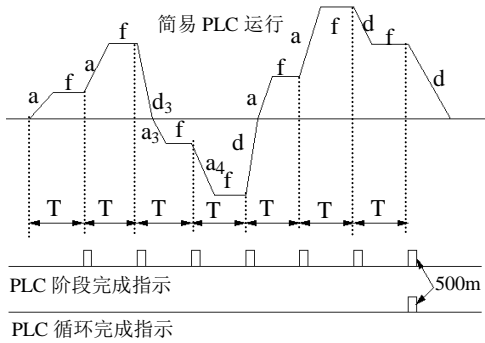 简易 PLC 运行
a f a f d3 a3 f a4 f d a f a f d f d
T T T T T T T
PLC 阶段完成指示
500m
PLC 循环完成指示